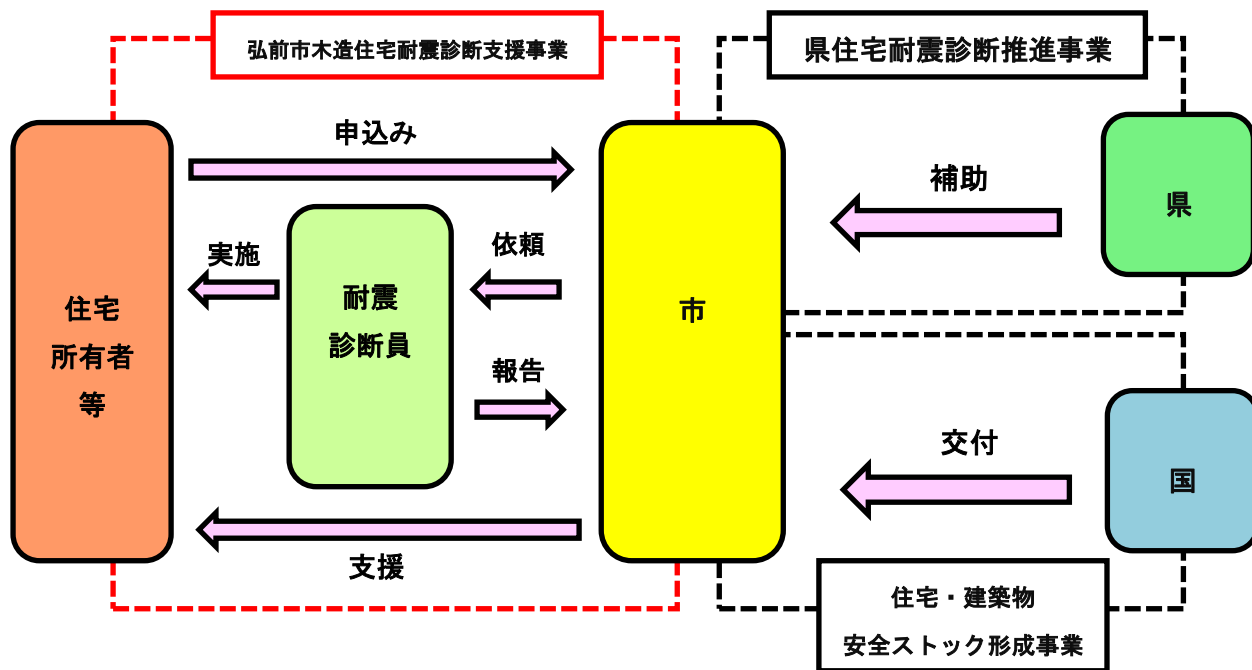 弘前市木造住宅耐震診断支援事業
県住宅耐震診断推進事業
申込み
補助
県
実施
依頼
住宅
所有者
等
耐震
診断員
市
報告
交付
国
支援
住宅・建築物
安全ストック形成事業